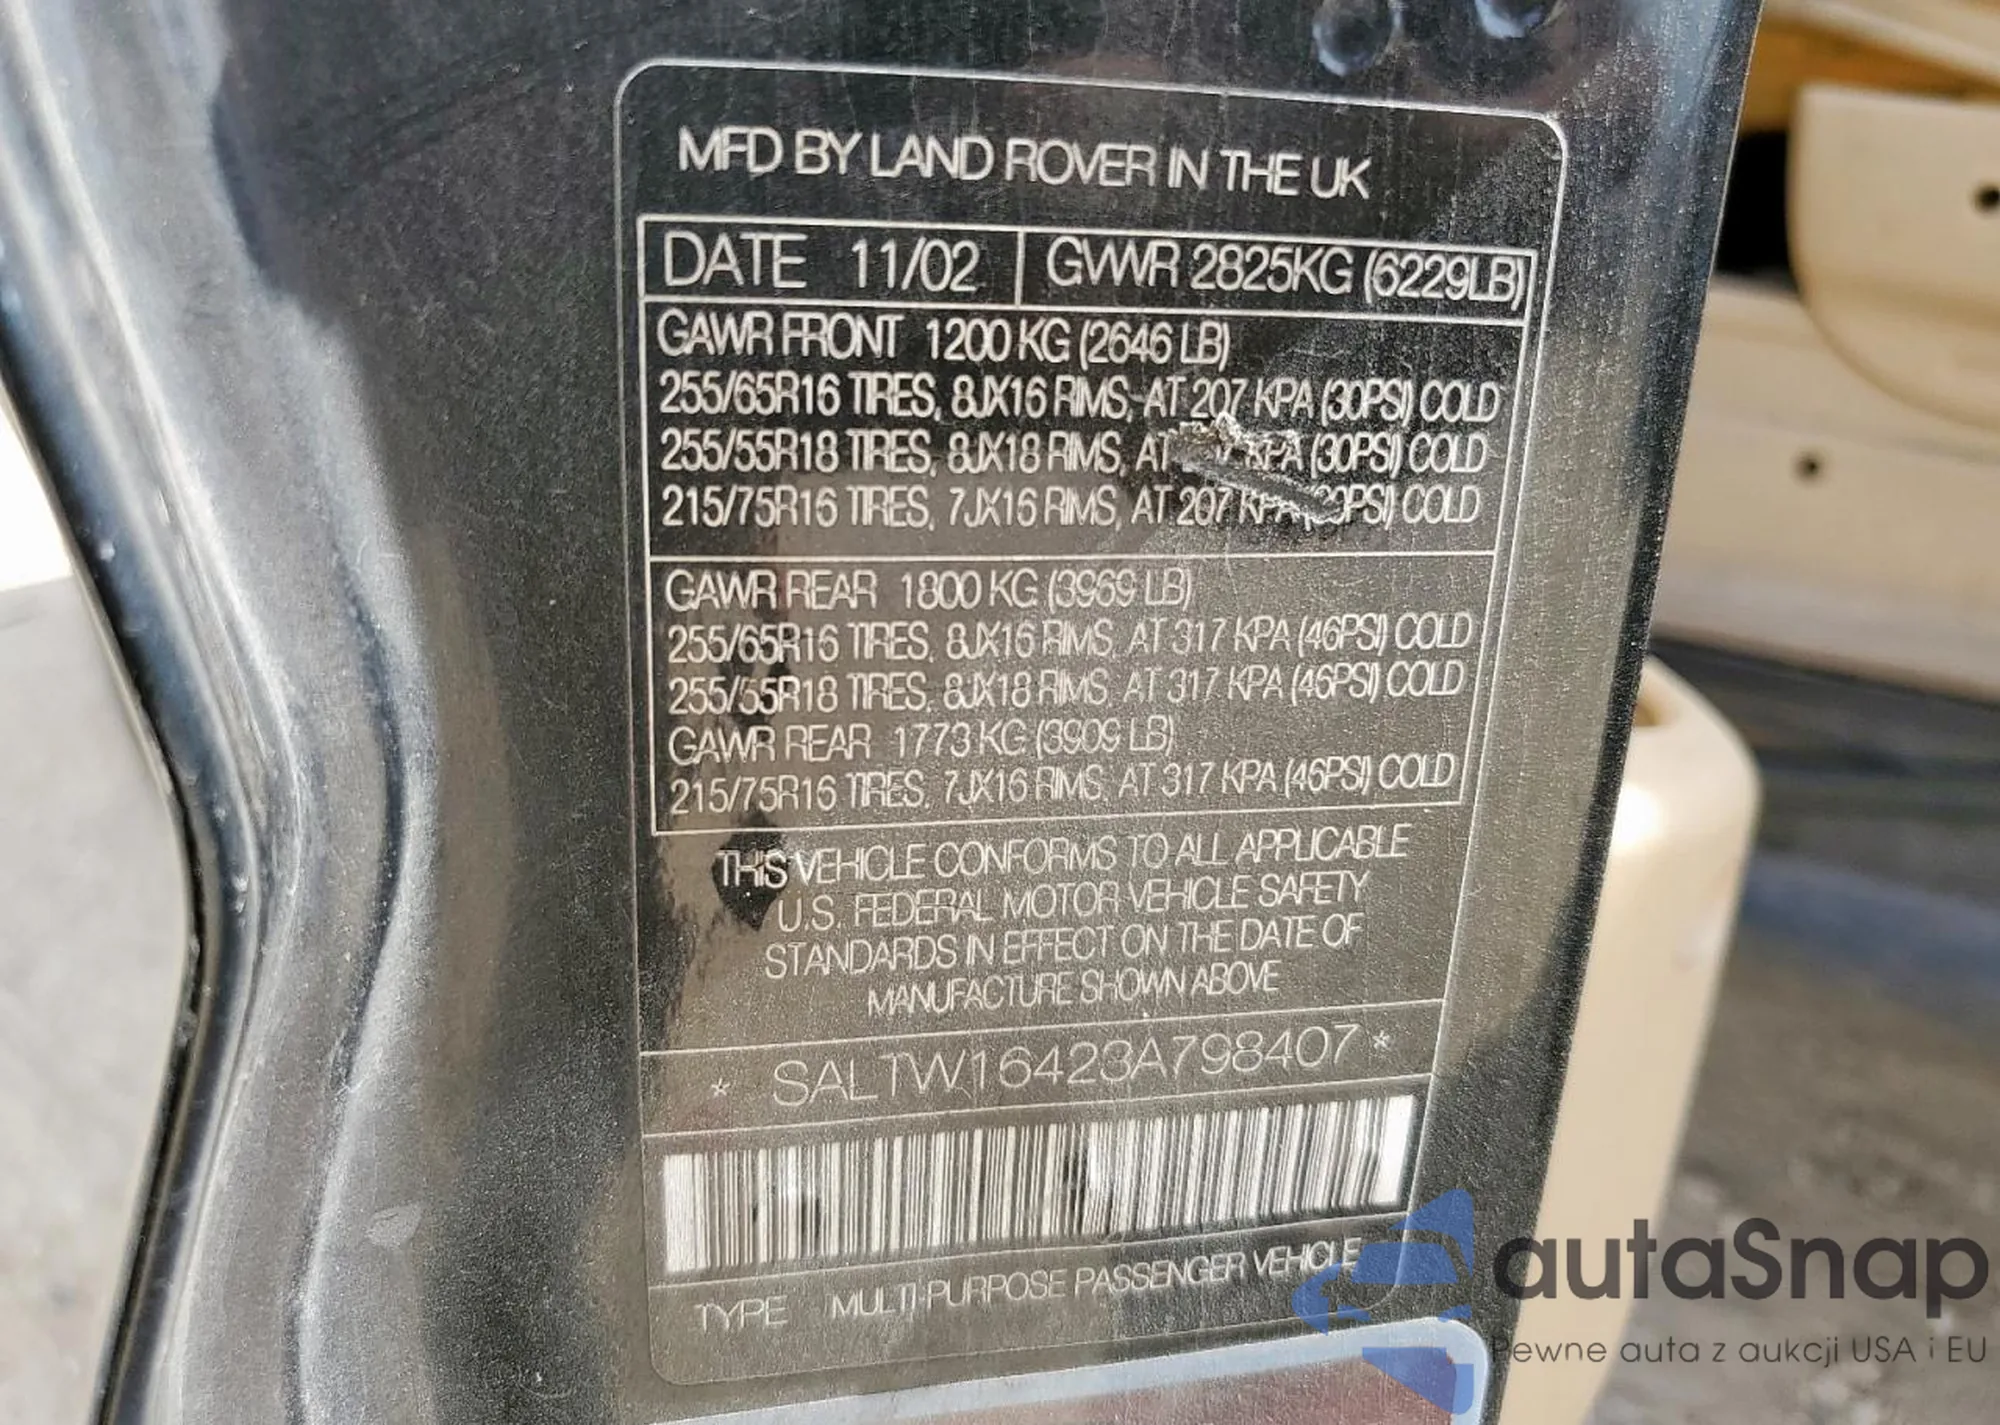 MFD BY LAND ROVER IN THE UK
DATE 11/02 GVWR 2825KG (6229LB)
GAWR FRONT 1200 KG (2646 LB)
255/65R16 TIRES, 8JX16 RIMS, AT 207 KPA (30PSI) COLD
255/55R18 TIRES, 8JX18 RIMS, AT KPA (30PSI) COLD
215/75R16 TIRES, 7JX16 RIMS, AT 207 KPA (30PSI) COLD
GAWR REAR 1800 KG (3969 LB)
255/65R16 TIRES, 8JX16 RIMS, AT 317 KPA (46PSI) COLD
255/55R18 TIRES, 8JX18 RIMS, AT 317 KPA (46PSI) COLD
GAWR REAR 1773 KG (3909 LB)
215/75R16 TIRES, 7JX16 RIMS, AT 317 KPA (46PSI) COLD
THIS VEHICLE CONFORMS TO ALL APPLICABLE
U.S. FEDERAL MOTOR VEHICLE SAFETY
STANDARDS IN EFFECT ON THE DATE OF
MANUFACTURE SHOWN ABOVE
* SALTW16423A798407 *
TYPE MULTI-PURPOSE PASSENGER VEHICLE
autaSnap
Pewne auta z aukcji USA i EU